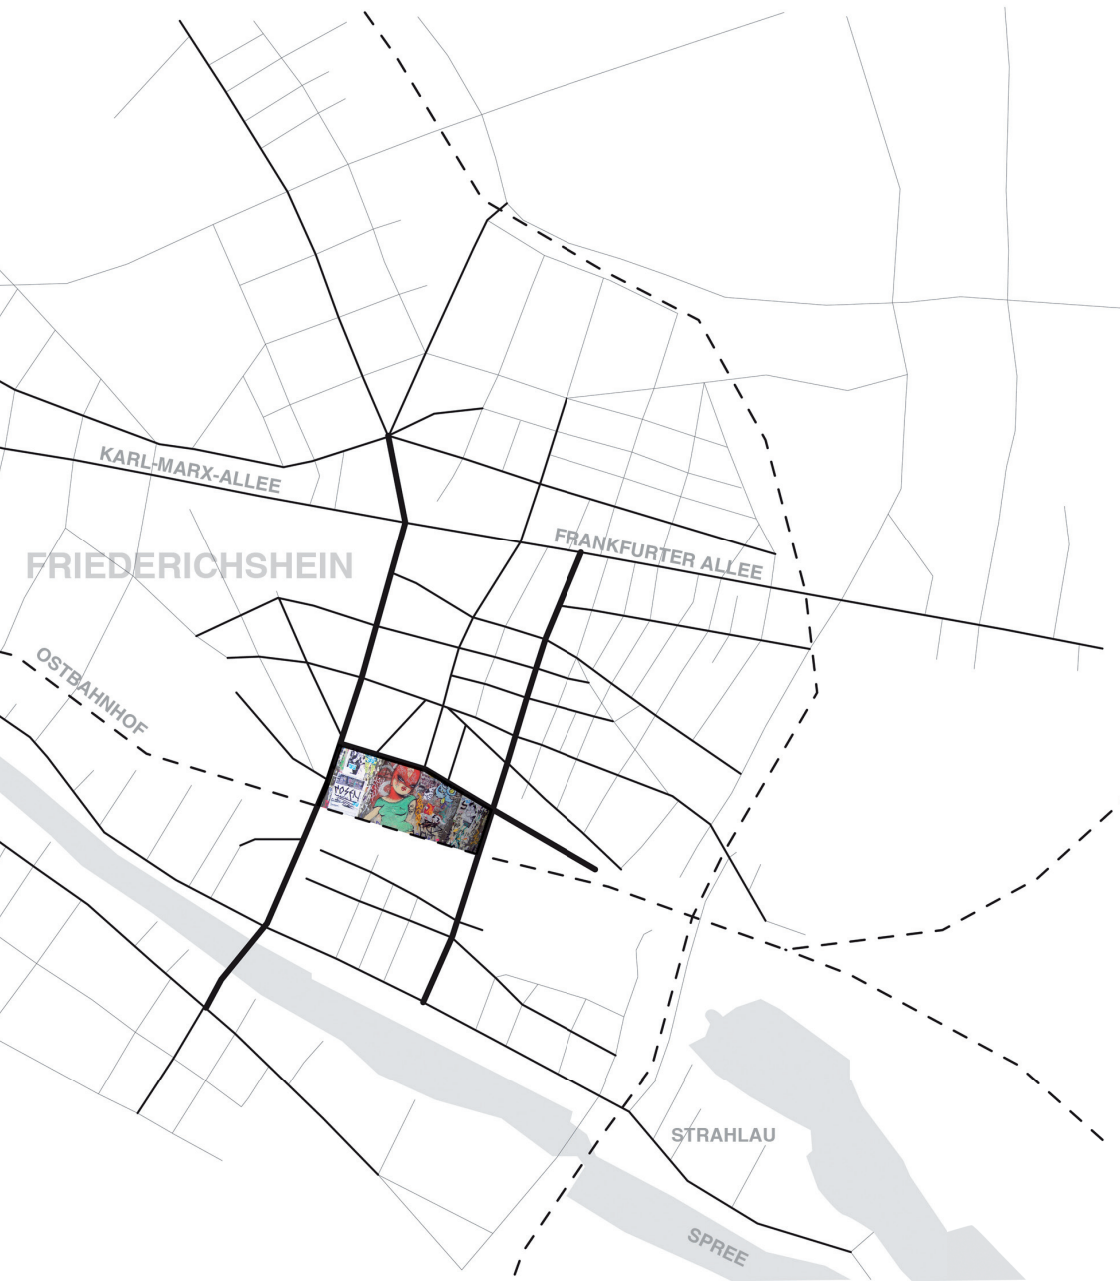 KARL-MARX-ALLEE
FRANKFURTER ALLEE
FRIEDERICHSHEIN
OSTBAHNHOF
STRAHLAU
SPREE